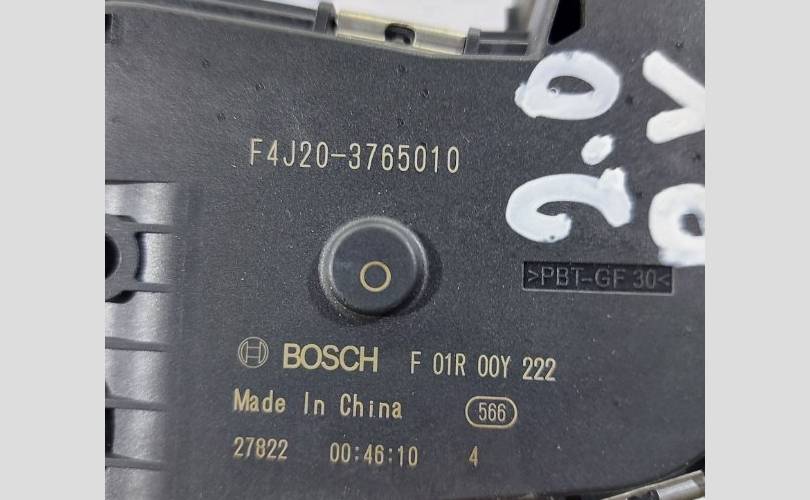 F4J20-3765010
2.0
>PBT-GF 30<
BOSCH F 01R 00Y 222
Made In China 566
27822 00:46:10 4